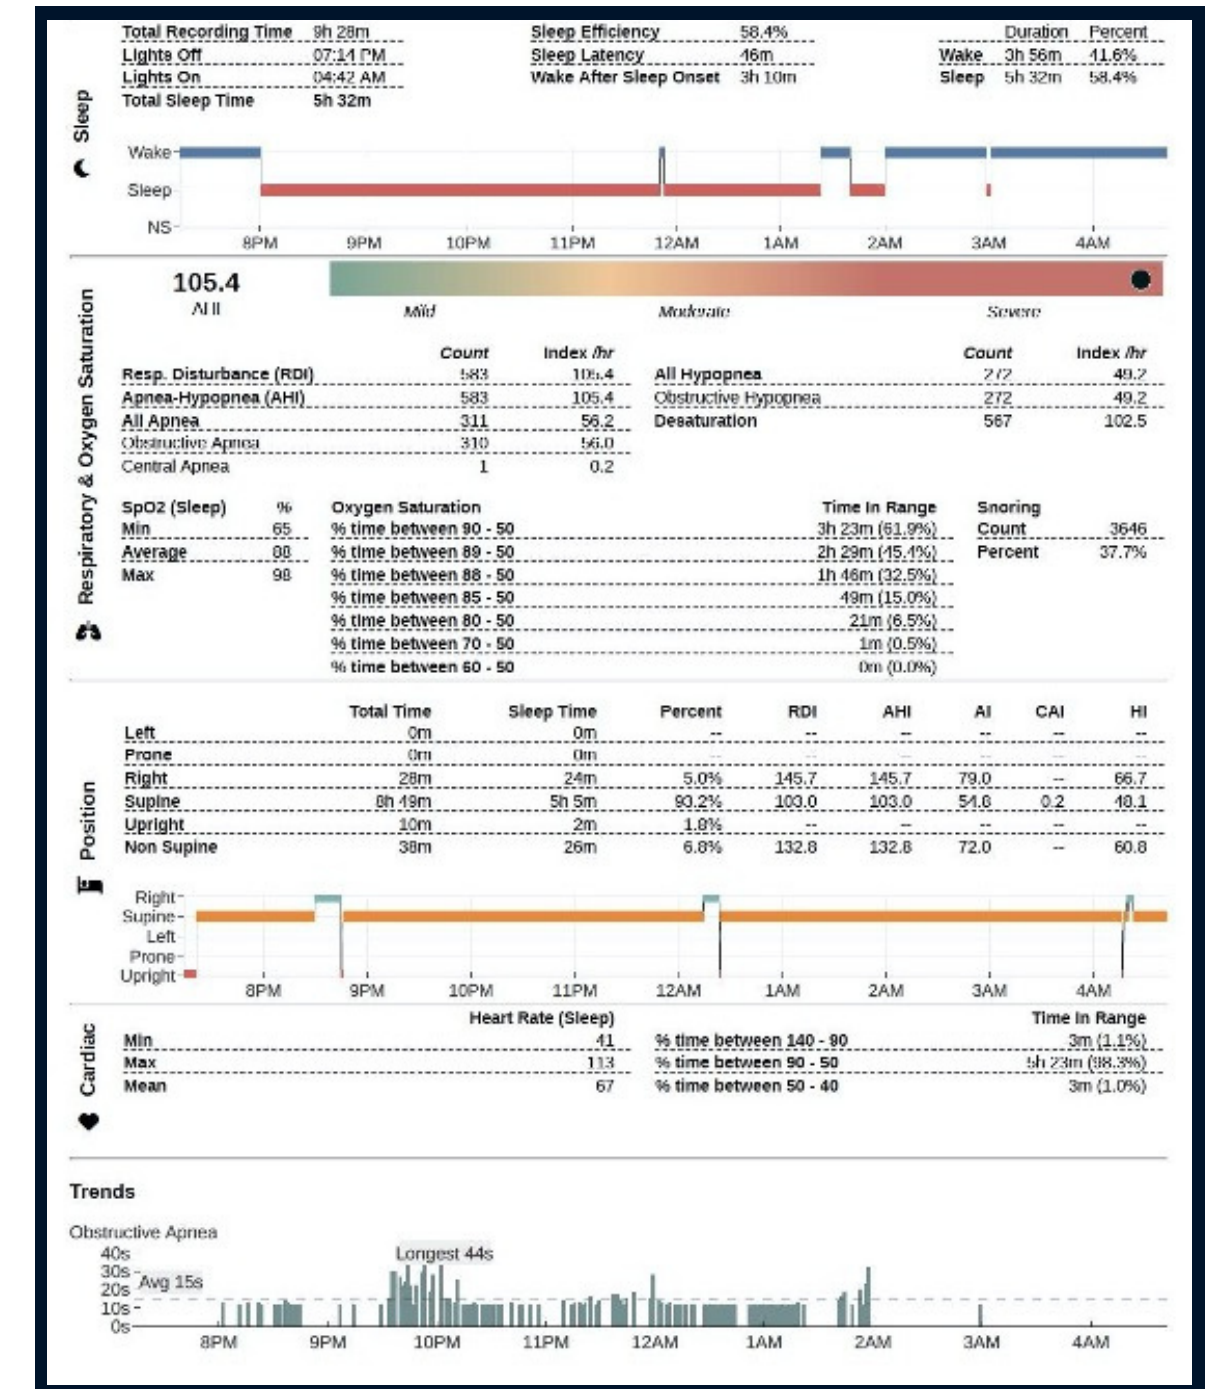 Total Recording Time 9h 28m Sleep Efficiency 58.4% Duration Percent
Lights Off 07:14 PM Sleep Latency 46m Wake 3h 56m 41.6%
Lights On 04:42 AM Wake After Sleep Onset 3h 10m Sleep 5h 32m 58.4%
Total Sleep Time 5h 32m
Sleep
Wake
Sleep
NS
8PM 9PM 10PM 11PM 12AM 1AM 2AM 3AM 4AM
Respiratory & Oxygen Saturation
105.4
AHI
Mild Moderate Severe
Count Index /hr Count Index /hr
Resp. Disturbance (RDI) 583 105.4 All Hypopnea 272 49.2
Apnea-Hypopnea (AHI) 583 105.4 Obstructive Hypopnea 272 49.2
All Apnea 311 56.2 Desaturation 567 102.5
Obstructive Apnea 310 56.0
Central Apnea 1 0.2
SpO2 (Sleep) % Oxygen Saturation Time In Range Snoring
Min 65 % time between 90 - 50 3h 23m (61.9%) Count 3646
Average 88 % time between 89 - 50 2h 29m (45.4%) Percent 37.7%
Max 98 % time between 88 - 50 1h 46m (32.5%)
% time between 85 - 50 49m (15.0%)
% time between 80 - 50 21m (6.5%)
% time between 70 - 50 1m (0.5%)
% time between 60 - 50 0m (0.0%)
Position
Total Time Sleep Time Percent RDI AHI AI CAI HI
Left 0m 0m -- -- -- -- -- --
Prone 0m 0m -- -- -- -- -- --
Right 28m 24m 5.0% 145.7 145.7 79.0 -- 66.7
Supine 8h 49m 5h 5m 93.2% 103.0 103.0 54.8 0.2 48.1
Upright 10m 2m 1.8% -- -- -- -- --
Non Supine 38m 26m 6.8% 132.8 132.8 72.0 -- 60.8
Right
Supine
Left
Prone
Upright
8PM 9PM 10PM 11PM 12AM 1AM 2AM 3AM 4AM
Cardiac
Heart Rate (Sleep) Time In Range
Min 41 % time between 140 - 90 3m (1.1%)
Max 113 % time between 90 - 50 5h 23m (98.3%)
Mean 67 % time between 50 - 40 3m (1.0%)
Trends
Obstructive Apnea
40s Longest 44s
30s
Avg 15s
20s
10s
0s
8PM 9PM 10PM 11PM 12AM 1AM 2AM 3AM 4AM